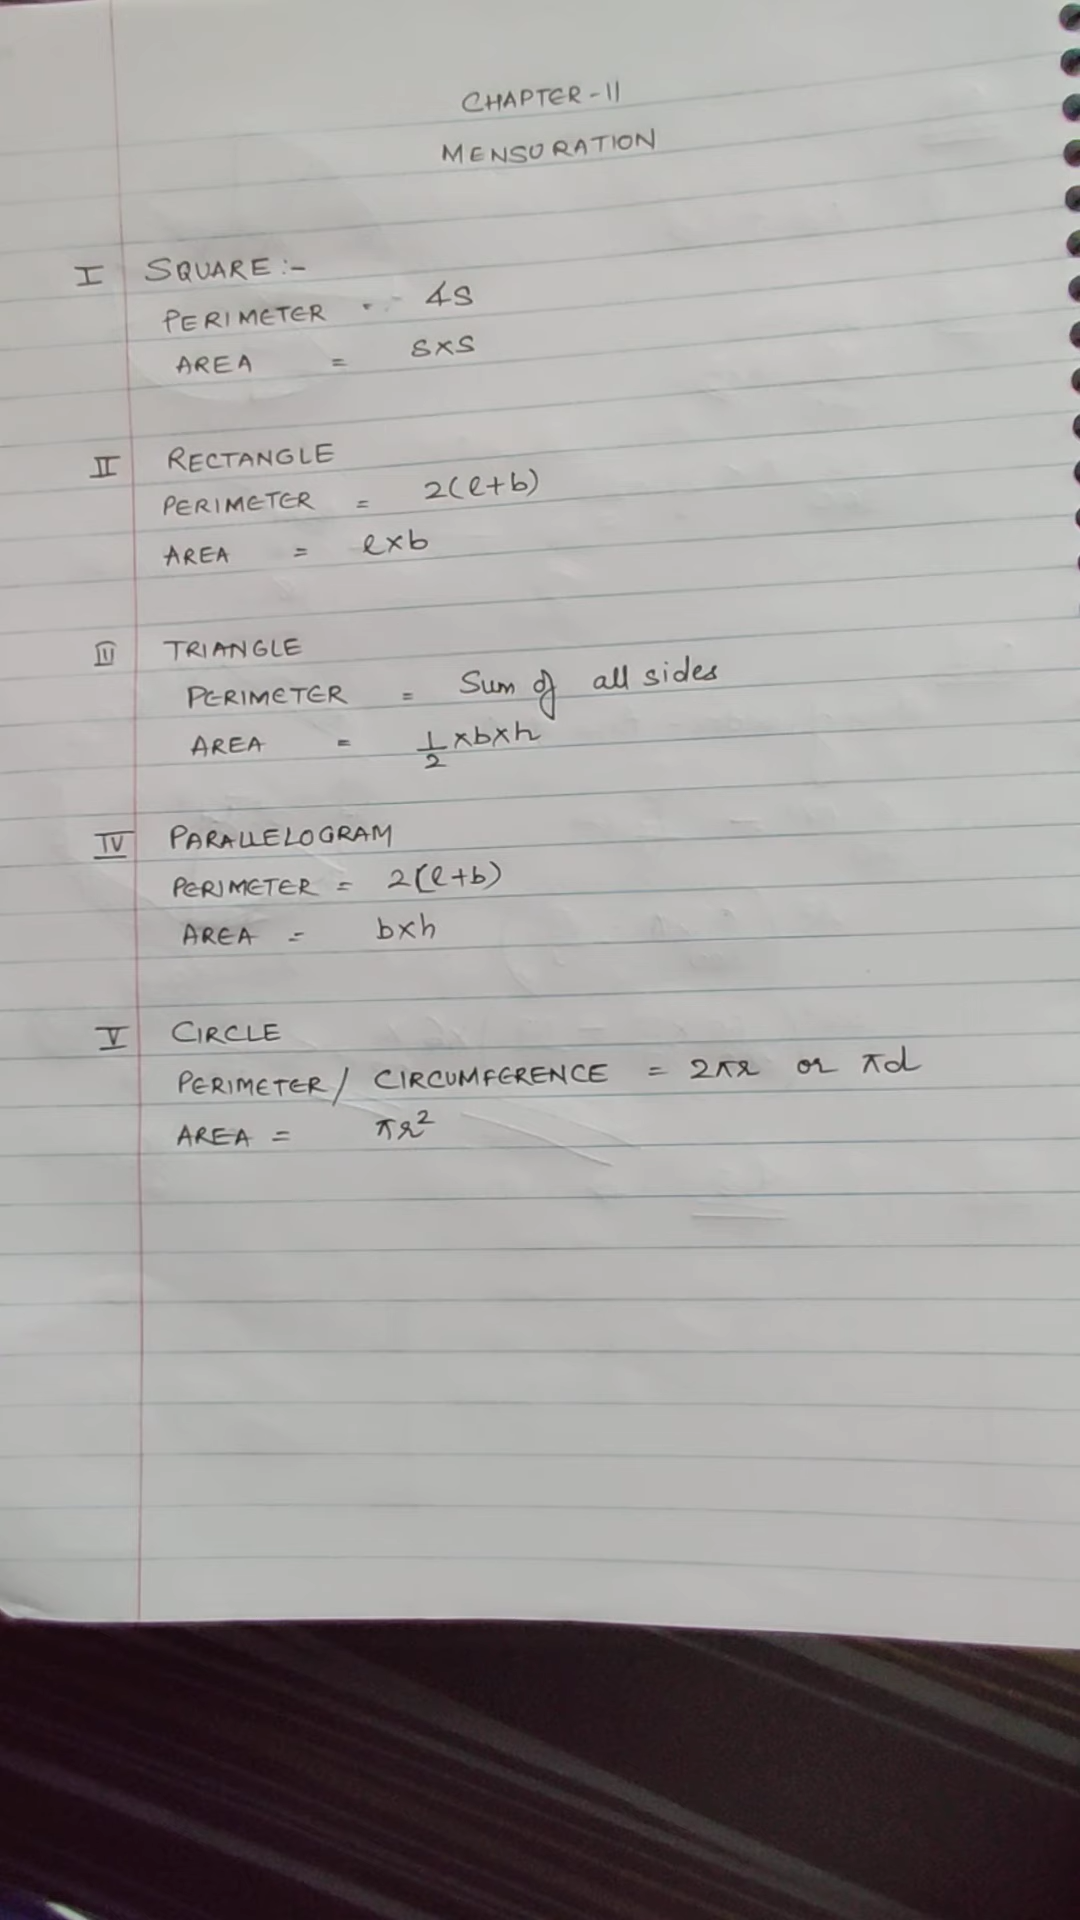 CHAPTER-11
MENSURATION
I SQUARE :-
PERIMETER = 4S
AREA = S×S
II RECTANGLE
PERIMETER = 2(l+b)
AREA = l×b
III TRIANGLE
PERIMETER = Sum of all sides
AREA = 1/2 ×b×h
IV PARALLELOGRAM
PERIMETER = 2(l+b)
AREA = b×h
V CIRCLE
PERIMETER / CIRCUMFERENCE = 2πr or πd
AREA = πr²